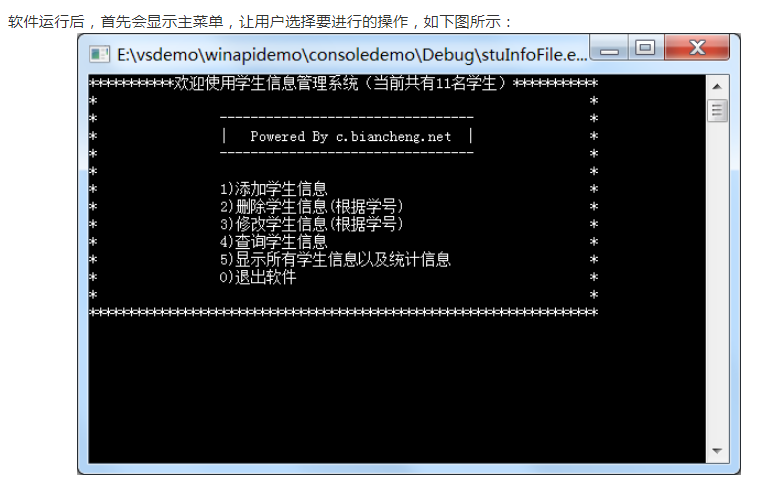 软件运行后，首先会显示主菜单，让用户选择要进行的操作，如下图所示：
E:\vsdemo\winapidemo\consoledemo\Debug\stuInfoFile.e...
***********欢迎使用学生信息管理系统（当前共有11名学生）***********
Powered By c.biancheng.net
1)添加学生信息
2)删除学生信息(根据学号)
3)修改学生信息(根据学号)
4)查询学生信息
5)显示所有学生信息以及统计信息
0)退出软件